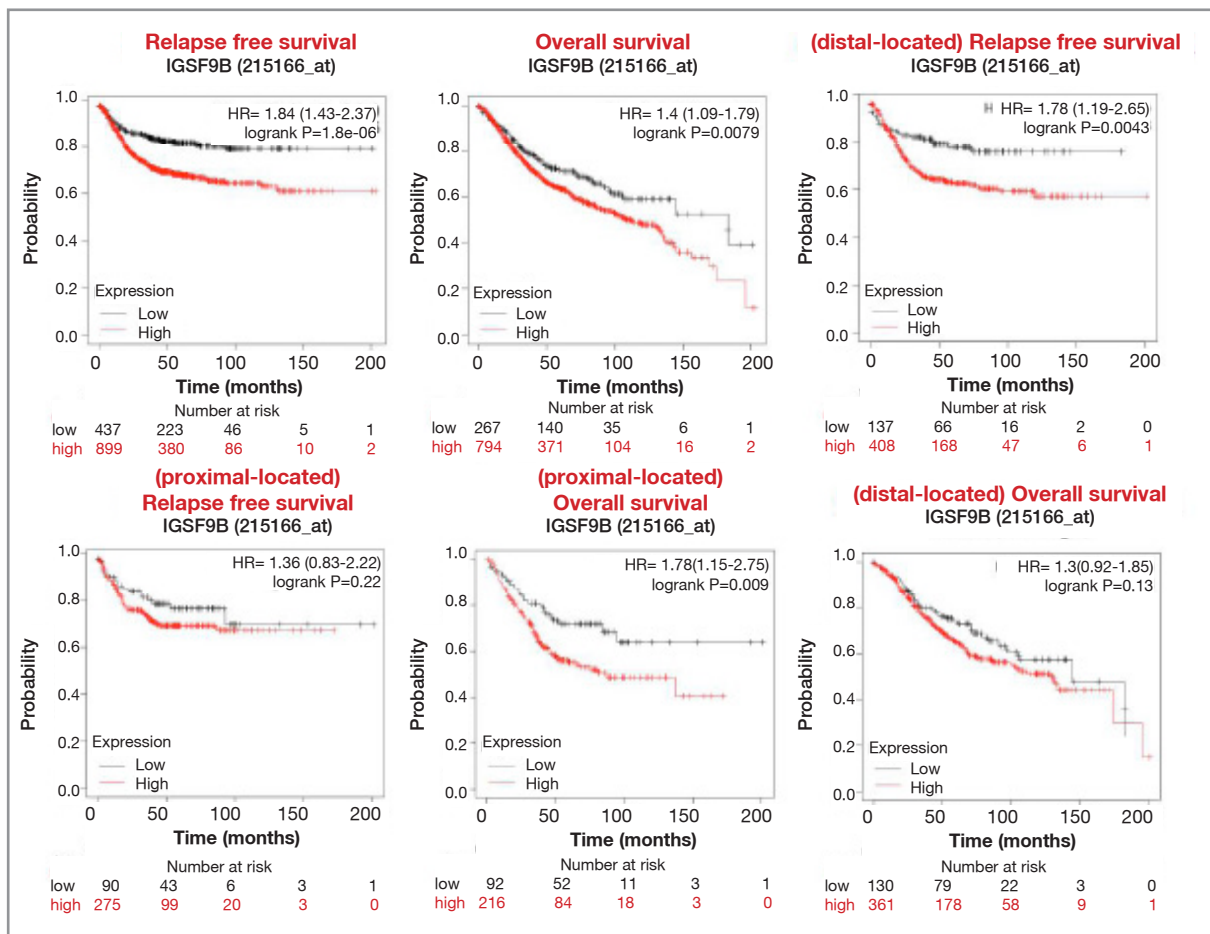 Relapse free survival
IGSF9B (215166_at)
HR= 1.84 (1.43-2.37)
logrank P=1.8e-06
Probability
1.0
0.8
0.6
0.4
0.2
0.0
Expression
Low
High
0 50 100 150 200
Time (months)
Number at risk
low 437 223 46 5 1
high 899 380 86 10 2
Overall survival
IGSF9B (215166_at)
HR= 1.4 (1.09-1.79)
logrank P=0.0079
Probability
1.0
0.8
0.6
0.4
0.2
0.0
Expression
Low
High
0 50 100 150 200
Time (months)
Number at risk
low 267 140 35 6 1
high 794 371 104 16 2
(distal-located) Relapse free survival
IGSF9B (215166_at)
HR= 1.78 (1.19-2.65)
logrank P=0.0043
Probability
1.0
0.8
0.6
0.4
0.2
0.0
Expression
Low
High
0 50 100 150 200
Time (months)
Number at risk
low 137 66 16 2 0
high 408 168 47 6 1
(proximal-located)
Relapse free survival
IGSF9B (215166_at)
HR= 1.36 (0.83-2.22)
logrank P=0.22
Probability
1.0
0.8
0.6
0.4
0.2
0.0
Expression
Low
High
0 50 100 150 200
Time (months)
Number at risk
low 90 43 6 3 1
high 275 99 20 3 0
(proximal-located)
Overall survival
IGSF9B (215166_at)
HR= 1.78(1.15-2.75)
logrank P=0.009
Probability
1.0
0.8
0.6
0.4
0.2
0.0
Expression
Low
High
0 50 100 150 200
Time (months)
Number at risk
low 92 52 11 3 1
high 216 84 18 3 0
(distal-located) Overall survival
IGSF9B (215166_at)
HR= 1.3(0.92-1.85)
logrank P=0.13
Probability
1.0
0.8
0.6
0.4
0.2
0.0
Expression
Low
High
0 50 100 150 200
Time (months)
Number at risk
low 130 79 22 3 0
high 361 178 58 9 1